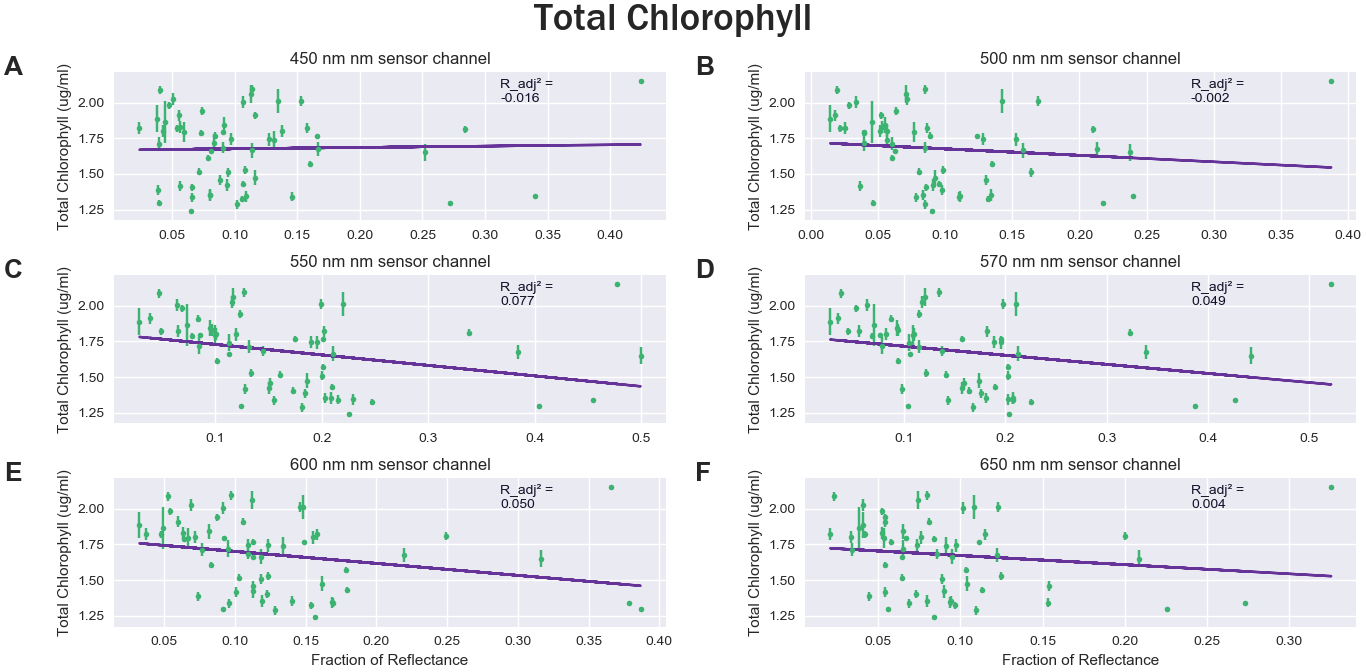 Total Chlorophyll
A
450 nm nm sensor channel
R_adj² =
-0.016
Total Chlorophyll (ug/ml)
2.00
1.75
1.50
1.25
0.05 0.10 0.15 0.20 0.25 0.30 0.35 0.40
B
500 nm nm sensor channel
R_adj² =
-0.002
Total Chlorophyll (ug/ml)
2.00
1.75
1.50
1.25
0.00 0.05 0.10 0.15 0.20 0.25 0.30 0.35 0.40
C
550 nm nm sensor channel
R_adj² =
0.077
Total Chlorophyll (ug/ml)
2.00
1.75
1.50
1.25
0.1 0.2 0.3 0.4 0.5
D
570 nm nm sensor channel
R_adj² =
0.049
Total Chlorophyll (ug/ml)
2.00
1.75
1.50
1.25
0.1 0.2 0.3 0.4 0.5
E
600 nm nm sensor channel
R_adj² =
0.050
Total Chlorophyll (ug/ml)
2.00
1.75
1.50
1.25
0.05 0.10 0.15 0.20 0.25 0.30 0.35 0.40
Fraction of Reflectance
F
650 nm nm sensor channel
R_adj² =
0.004
Total Chlorophyll (ug/ml)
2.00
1.75
1.50
1.25
0.05 0.10 0.15 0.20 0.25 0.30
Fraction of Reflectance